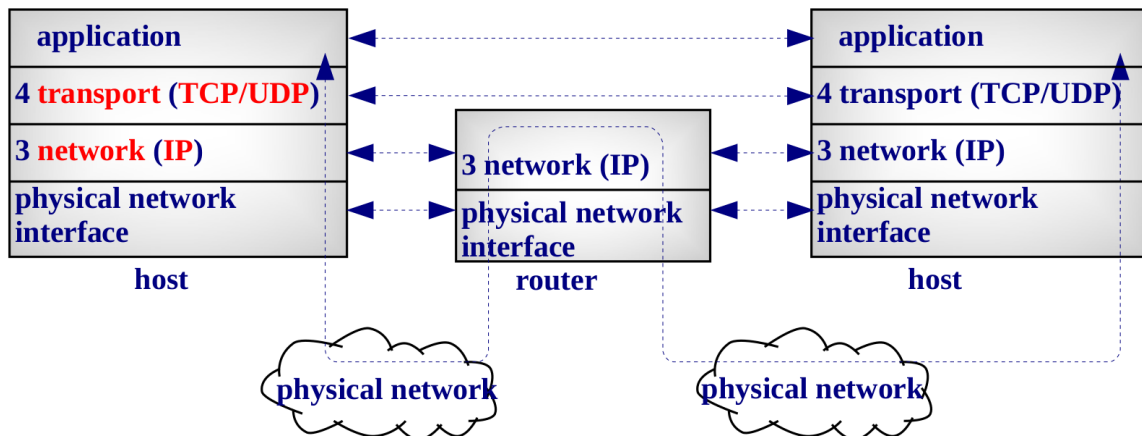 application
4 transport (TCP/UDP)
3 network (IP)
physical network
interface
host
3 network (IP)
physical network
interface
router
application
4 transport (TCP/UDP)
3 network (IP)
physical network
interface
host
physical network
physical network